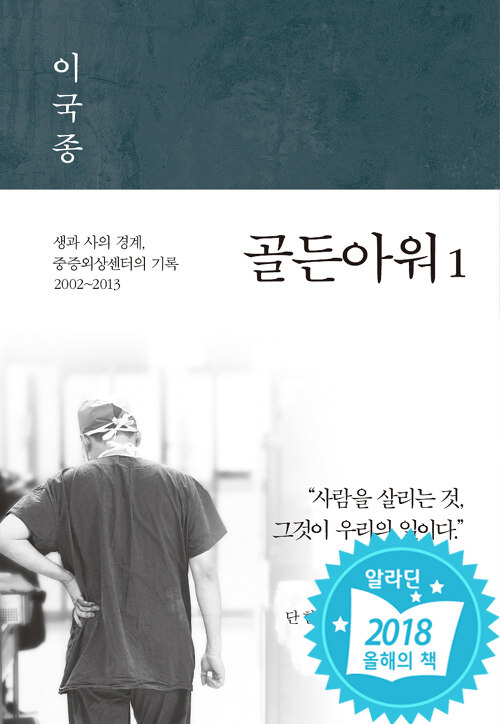 이국종
생과 사의 경계,
중증외상센터의 기록
2002~2013
골든아워 1
“사람을 살리는 것,
그것이 우리의 일이다.”
단
알라딘
2018
올해의 책